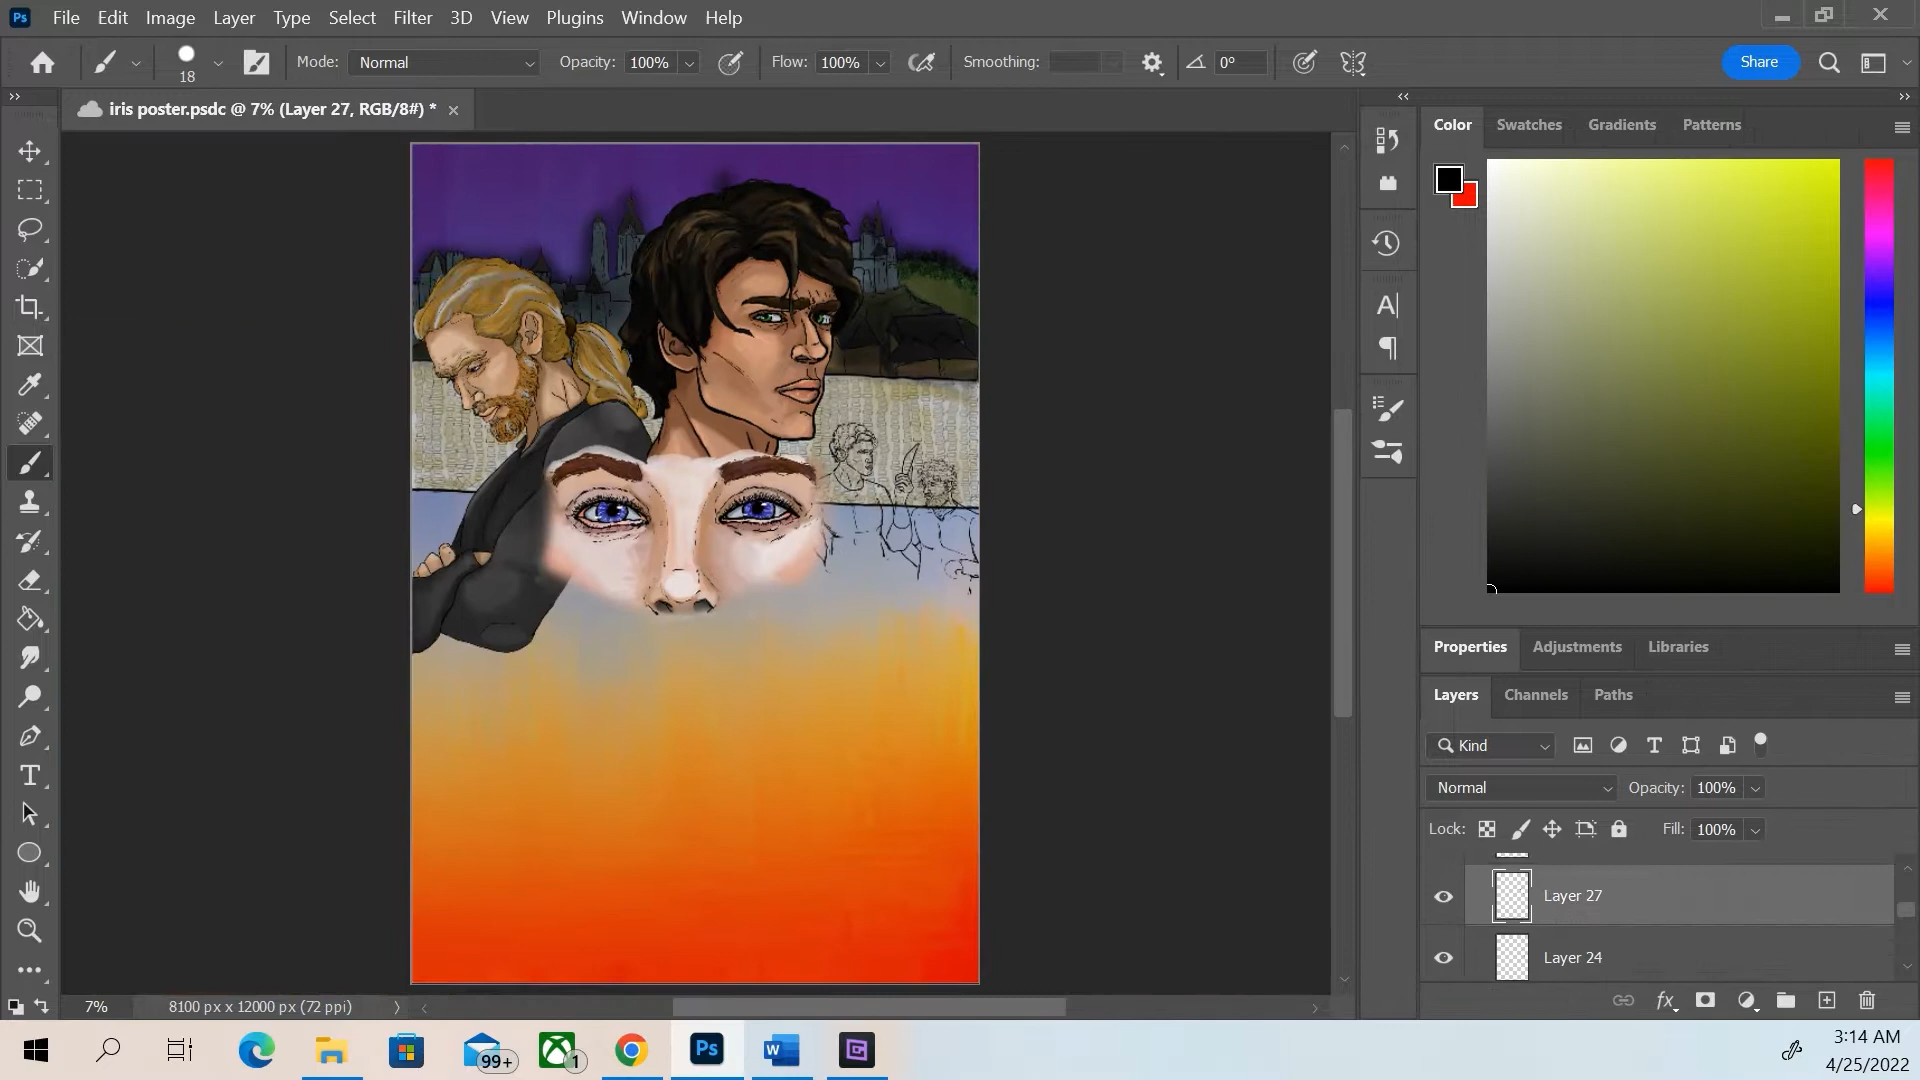 Ps File Edit Image Layer Type Select Filter 3D View Plugins Window Help
18 Mode: Normal Opacity: 100% Flow: 100% Smoothing: 0° Share
iris poster.psdc @ 7% (Layer 27, RGB/8#) *
Color Swatches Gradients Patterns
Properties Adjustments Libraries
Layers Channels Paths
Kind
Normal Opacity: 100%
Lock: Fill: 100%
Layer 27
Layer 24
7% 8100 px x 12000 px (72 ppi)
99+ 1 Ps W
3:14 AM
4/25/2022